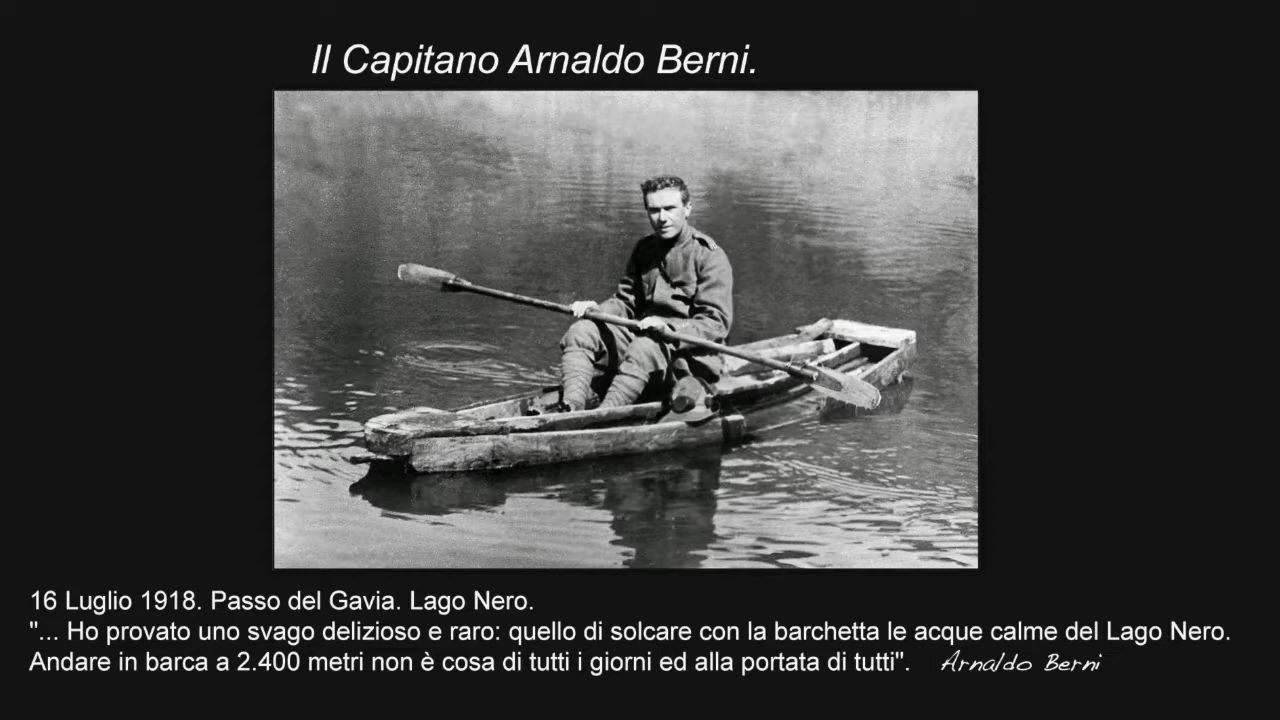 Il Capitano Arnaldo Berni.
16 Luglio 1918. Passo del Gavia. Lago Nero.
"... Ho provato uno svago delizioso e raro: quello di solcare con la barchetta le acque calme del Lago Nero.
Andare in barca a 2.400 metri non è cosa di tutti i giorni ed alla portata di tutti". Arnaldo Berni